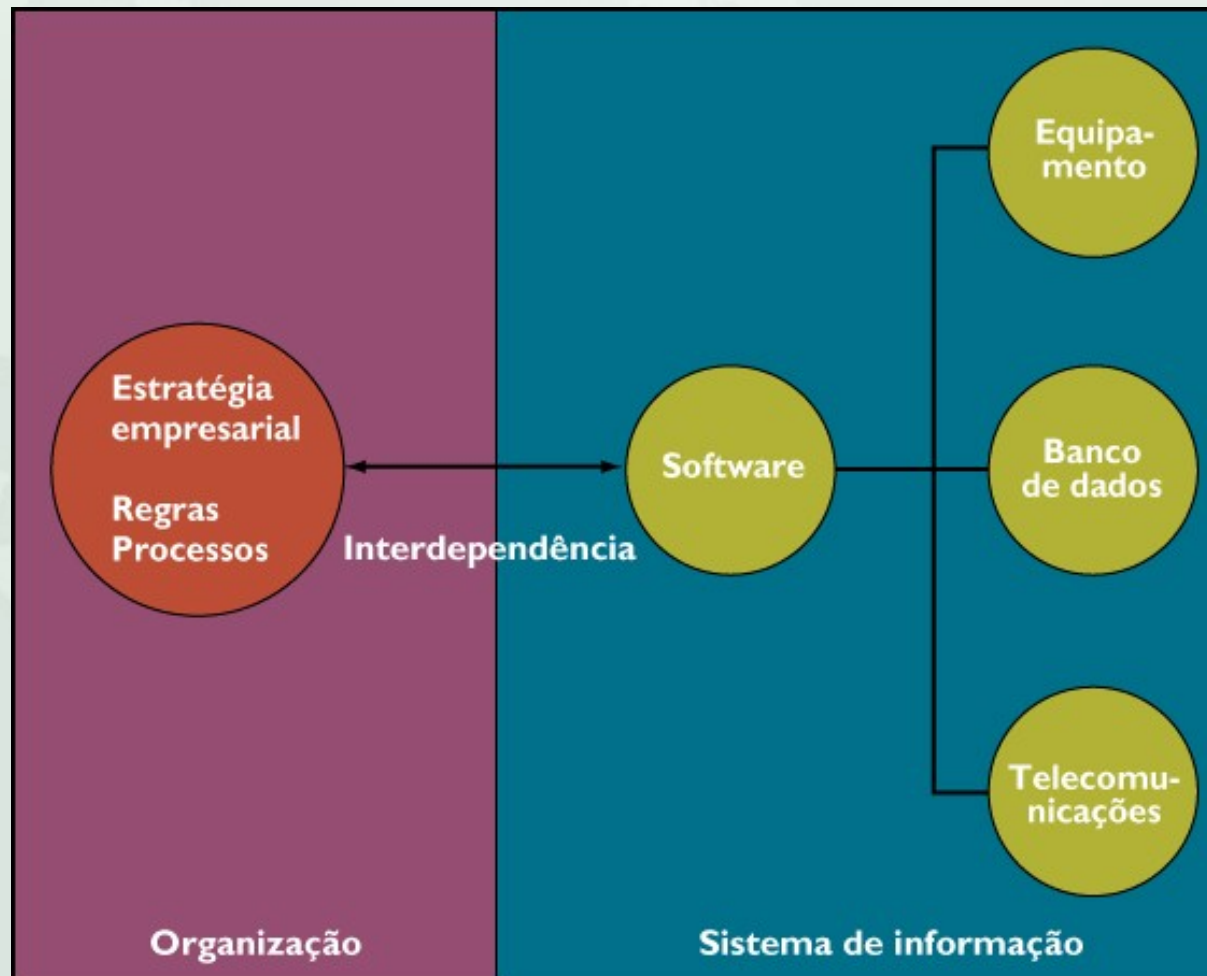 Equipa-
mento
Estratégia
empresarial
Regras
Processos
Interdependência
Software
Banco
de dados
Telecomu-
nicações
Organização
Sistema de informação